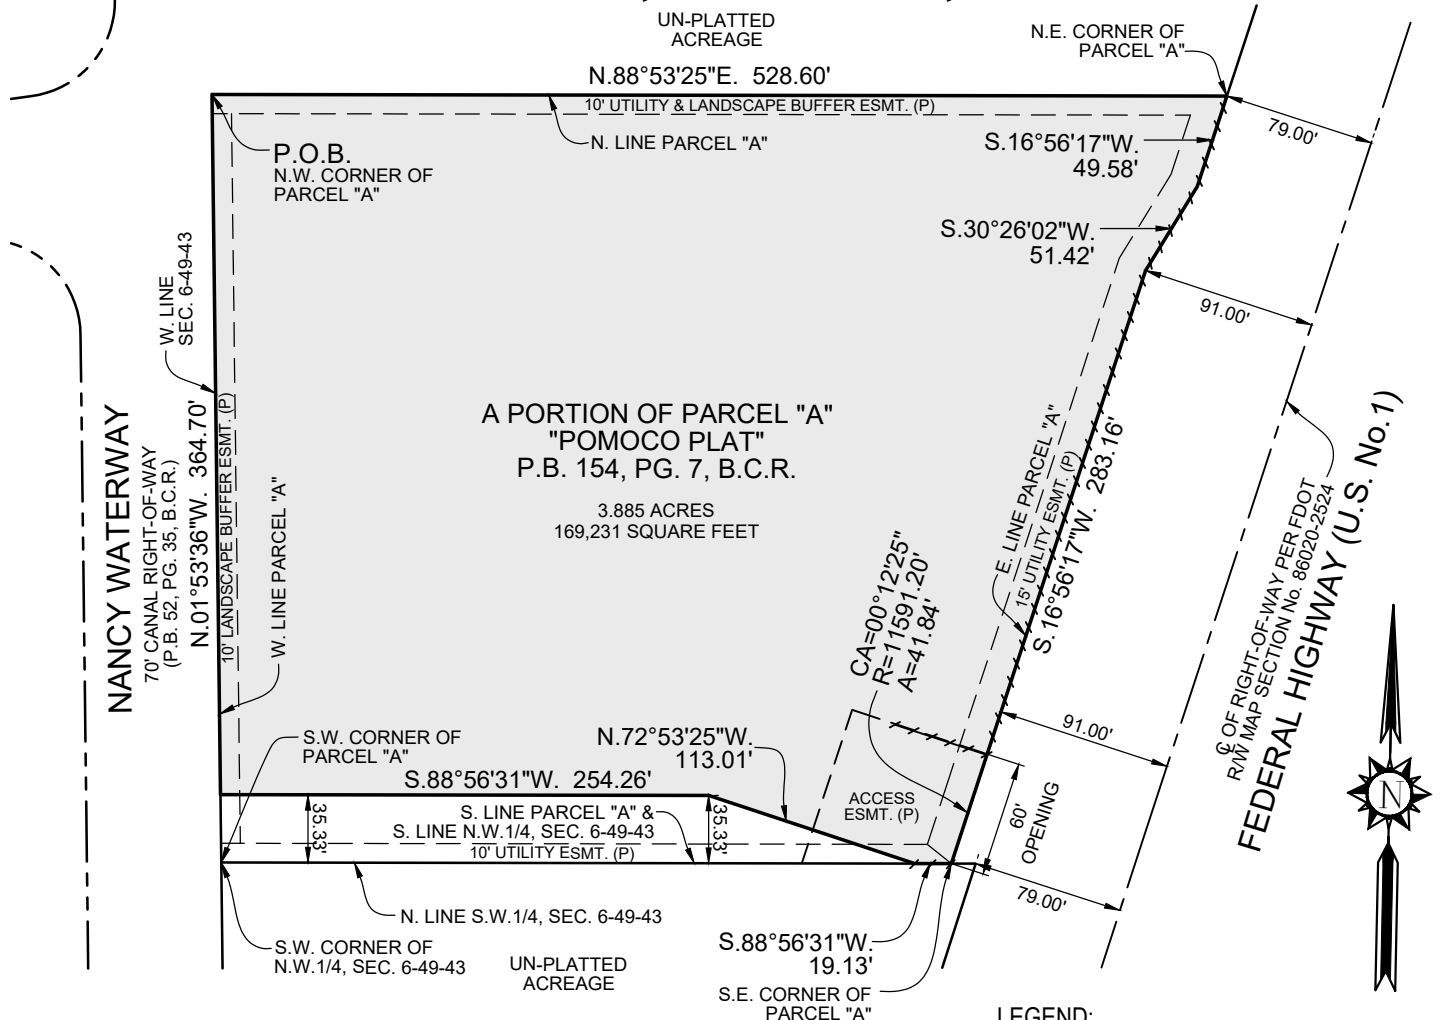 UN-PLATTED
ACREAGE
N.E. CORNER OF
PARCEL "A"
N.88°53'25"E. 528.60'
10' UTILITY & LANDSCAPE BUFFER ESMT. (P)
N. LINE PARCEL "A"
P.O.B.
N.W. CORNER OF
PARCEL "A"
S.16°56'17"W.
49.58'
79.00'
S.30°26'02"W.
51.42'
91.00'
W. LINE
SEC. 6-49-43
NANCY WATERWAY
70' CANAL RIGHT-OF-WAY
(P.B. 52, PG. 35, B.C.R.)
N.01°53'36"W. 364.70'
10' LANDSCAPE BUFFER ESMT. (P)
W. LINE PARCEL "A"
A PORTION OF PARCEL "A"
"POMOCO PLAT"
P.B. 154, PG. 7, B.C.R.
3.885 ACRES
169,231 SQUARE FEET
CA=00°12'25"
R=11591.20'
A=41.84'
E. LINE PARCEL "A"
15' UTILITY ESMT. (P)
S.16°56'17"W. 283.16'
℄ OF RIGHT-OF-WAY PER FDOT
R/W MAP SECTION No. 86020-2524
FEDERAL HIGHWAY (U.S. No.1)
N
S.W. CORNER OF
PARCEL "A"
N.72°53'25"W.
113.01'
91.00'
S.88°56'31"W. 254.26'
ACCESS
ESMT. (P)
60'
OPENING
35.33'
S. LINE PARCEL "A" &
S. LINE N.W.1/4, SEC. 6-49-43
10' UTILITY ESMT. (P)
35.33'
79.00'
N. LINE S.W.1/4, SEC. 6-49-43
S.W. CORNER OF
N.W.1/4, SEC. 6-49-43
UN-PLATTED
ACREAGE
S.88°56'31"W.
19.13'
S.E. CORNER OF
PARCEL "A"
LEGEND: